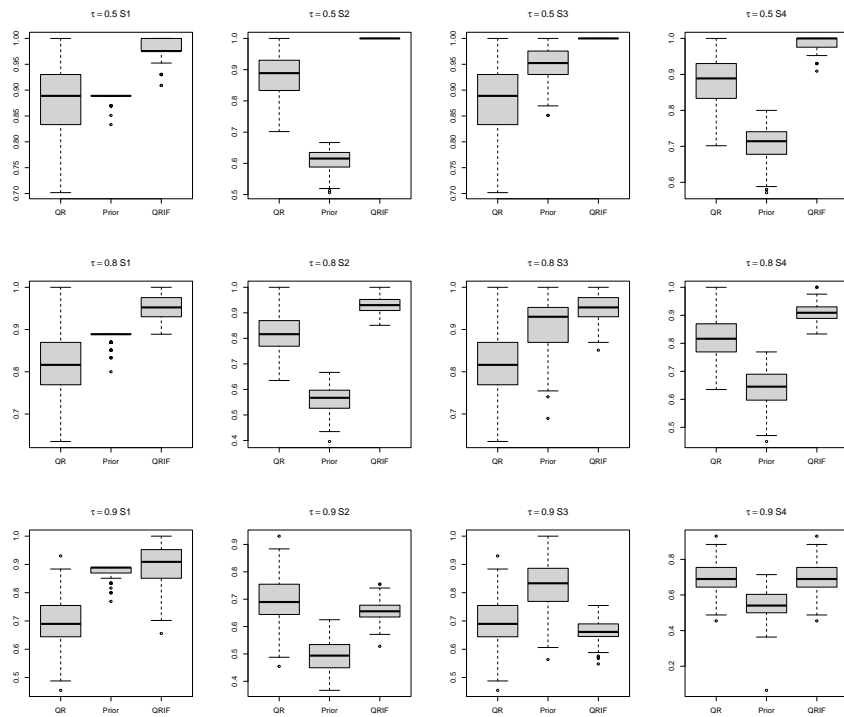 τ = 0.5 S1
1.00
0.95
0.90
0.85
0.80
0.75
0.70
QR Prior QRIF
τ = 0.5 S2
1.0
0.9
0.8
0.7
0.6
0.5
QR Prior QRIF
τ = 0.5 S3
1.00
0.95
0.90
0.85
0.80
0.75
0.70
QR Prior QRIF
τ = 0.5 S4
1.0
0.9
0.8
0.7
0.6
QR Prior QRIF
τ = 0.8 S1
1.0
0.9
0.8
0.7
QR Prior QRIF
τ = 0.8 S2
1.0
0.9
0.8
0.7
0.6
0.5
0.4
QR Prior QRIF
τ = 0.8 S3
1.0
0.9
0.8
0.7
QR Prior QRIF
τ = 0.8 S4
1.0
0.9
0.8
0.7
0.6
0.5
QR Prior QRIF
τ = 0.9 S1
1.0
0.9
0.8
0.7
0.6
0.5
QR Prior QRIF
τ = 0.9 S2
0.9
0.8
0.7
0.6
0.5
0.4
QR Prior QRIF
τ = 0.9 S3
1.0
0.9
0.8
0.7
0.6
0.5
QR Prior QRIF
τ = 0.9 S4
0.8
0.6
0.4
0.2
QR Prior QRIF